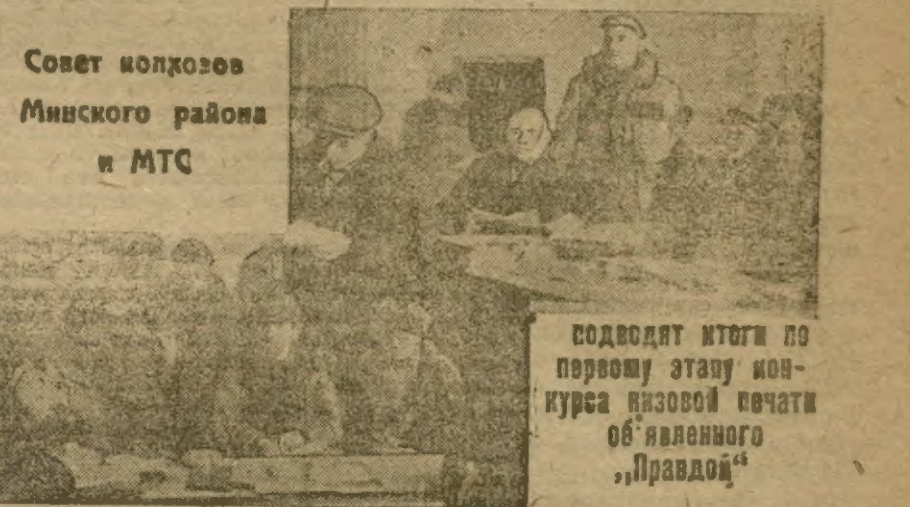 Совет колхозов
Минского района
и МТС
подводят итоги по
первому этапу кон-
курса низовой печати
об'явленного
„Правдой“